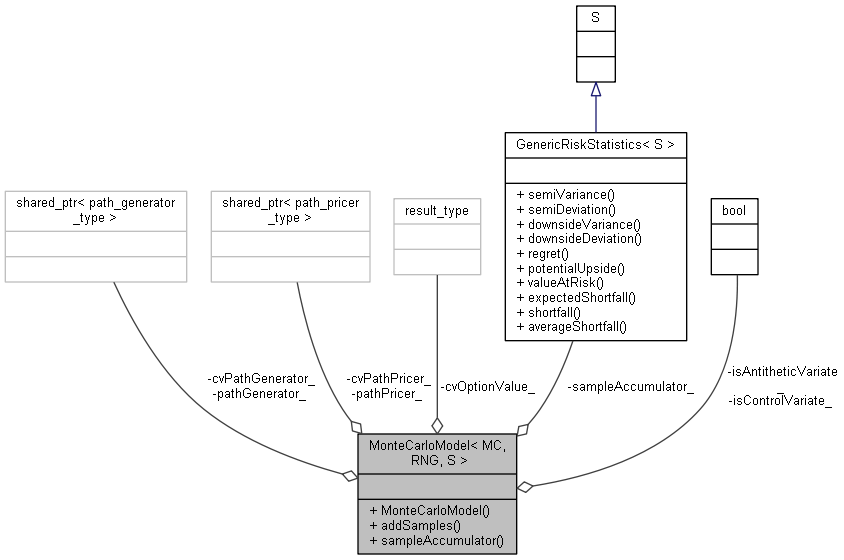 S
GenericRiskStatistics< S >
+ semiVariance()
+ semiDeviation()
+ downsideVariance()
+ downsideDeviation()
+ regret()
+ potentialUpside()
+ valueAtRisk()
+ expectedShortfall()
+ shortfall()
+ averageShortfall()
shared_ptr< path_generator
_type >
shared_ptr< path_pricer
_type >
result_type
bool
-cvPathGenerator_
-pathGenerator_
-cvPathPricer_
-pathPricer_
-cvOptionValue_
-sampleAccumulator_
-isAntitheticVariate
_
-isControlVariate_
MonteCarloModel< MC,
RNG, S >
+ MonteCarloModel()
+ addSamples()
+ sampleAccumulator()